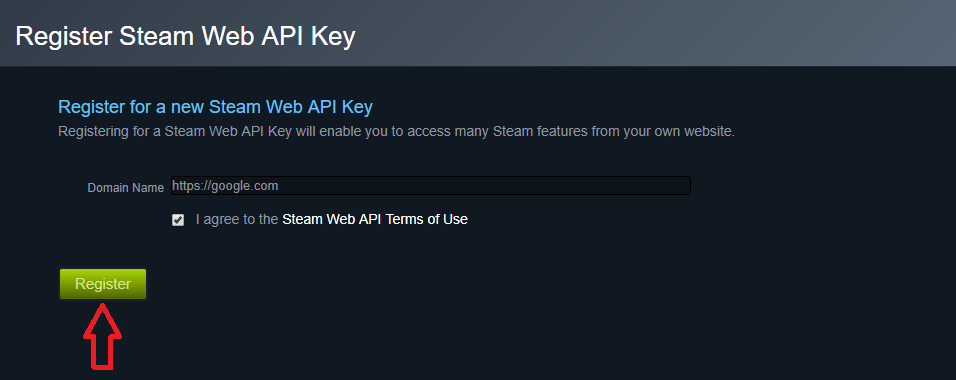 Register Steam Web API Key
Register for a new Steam Web API Key
Registering for a Steam Web API Key will enable you to access many Steam features from your own website.
Domain Name https://google.com
I agree to the Steam Web API Terms of Use
Register